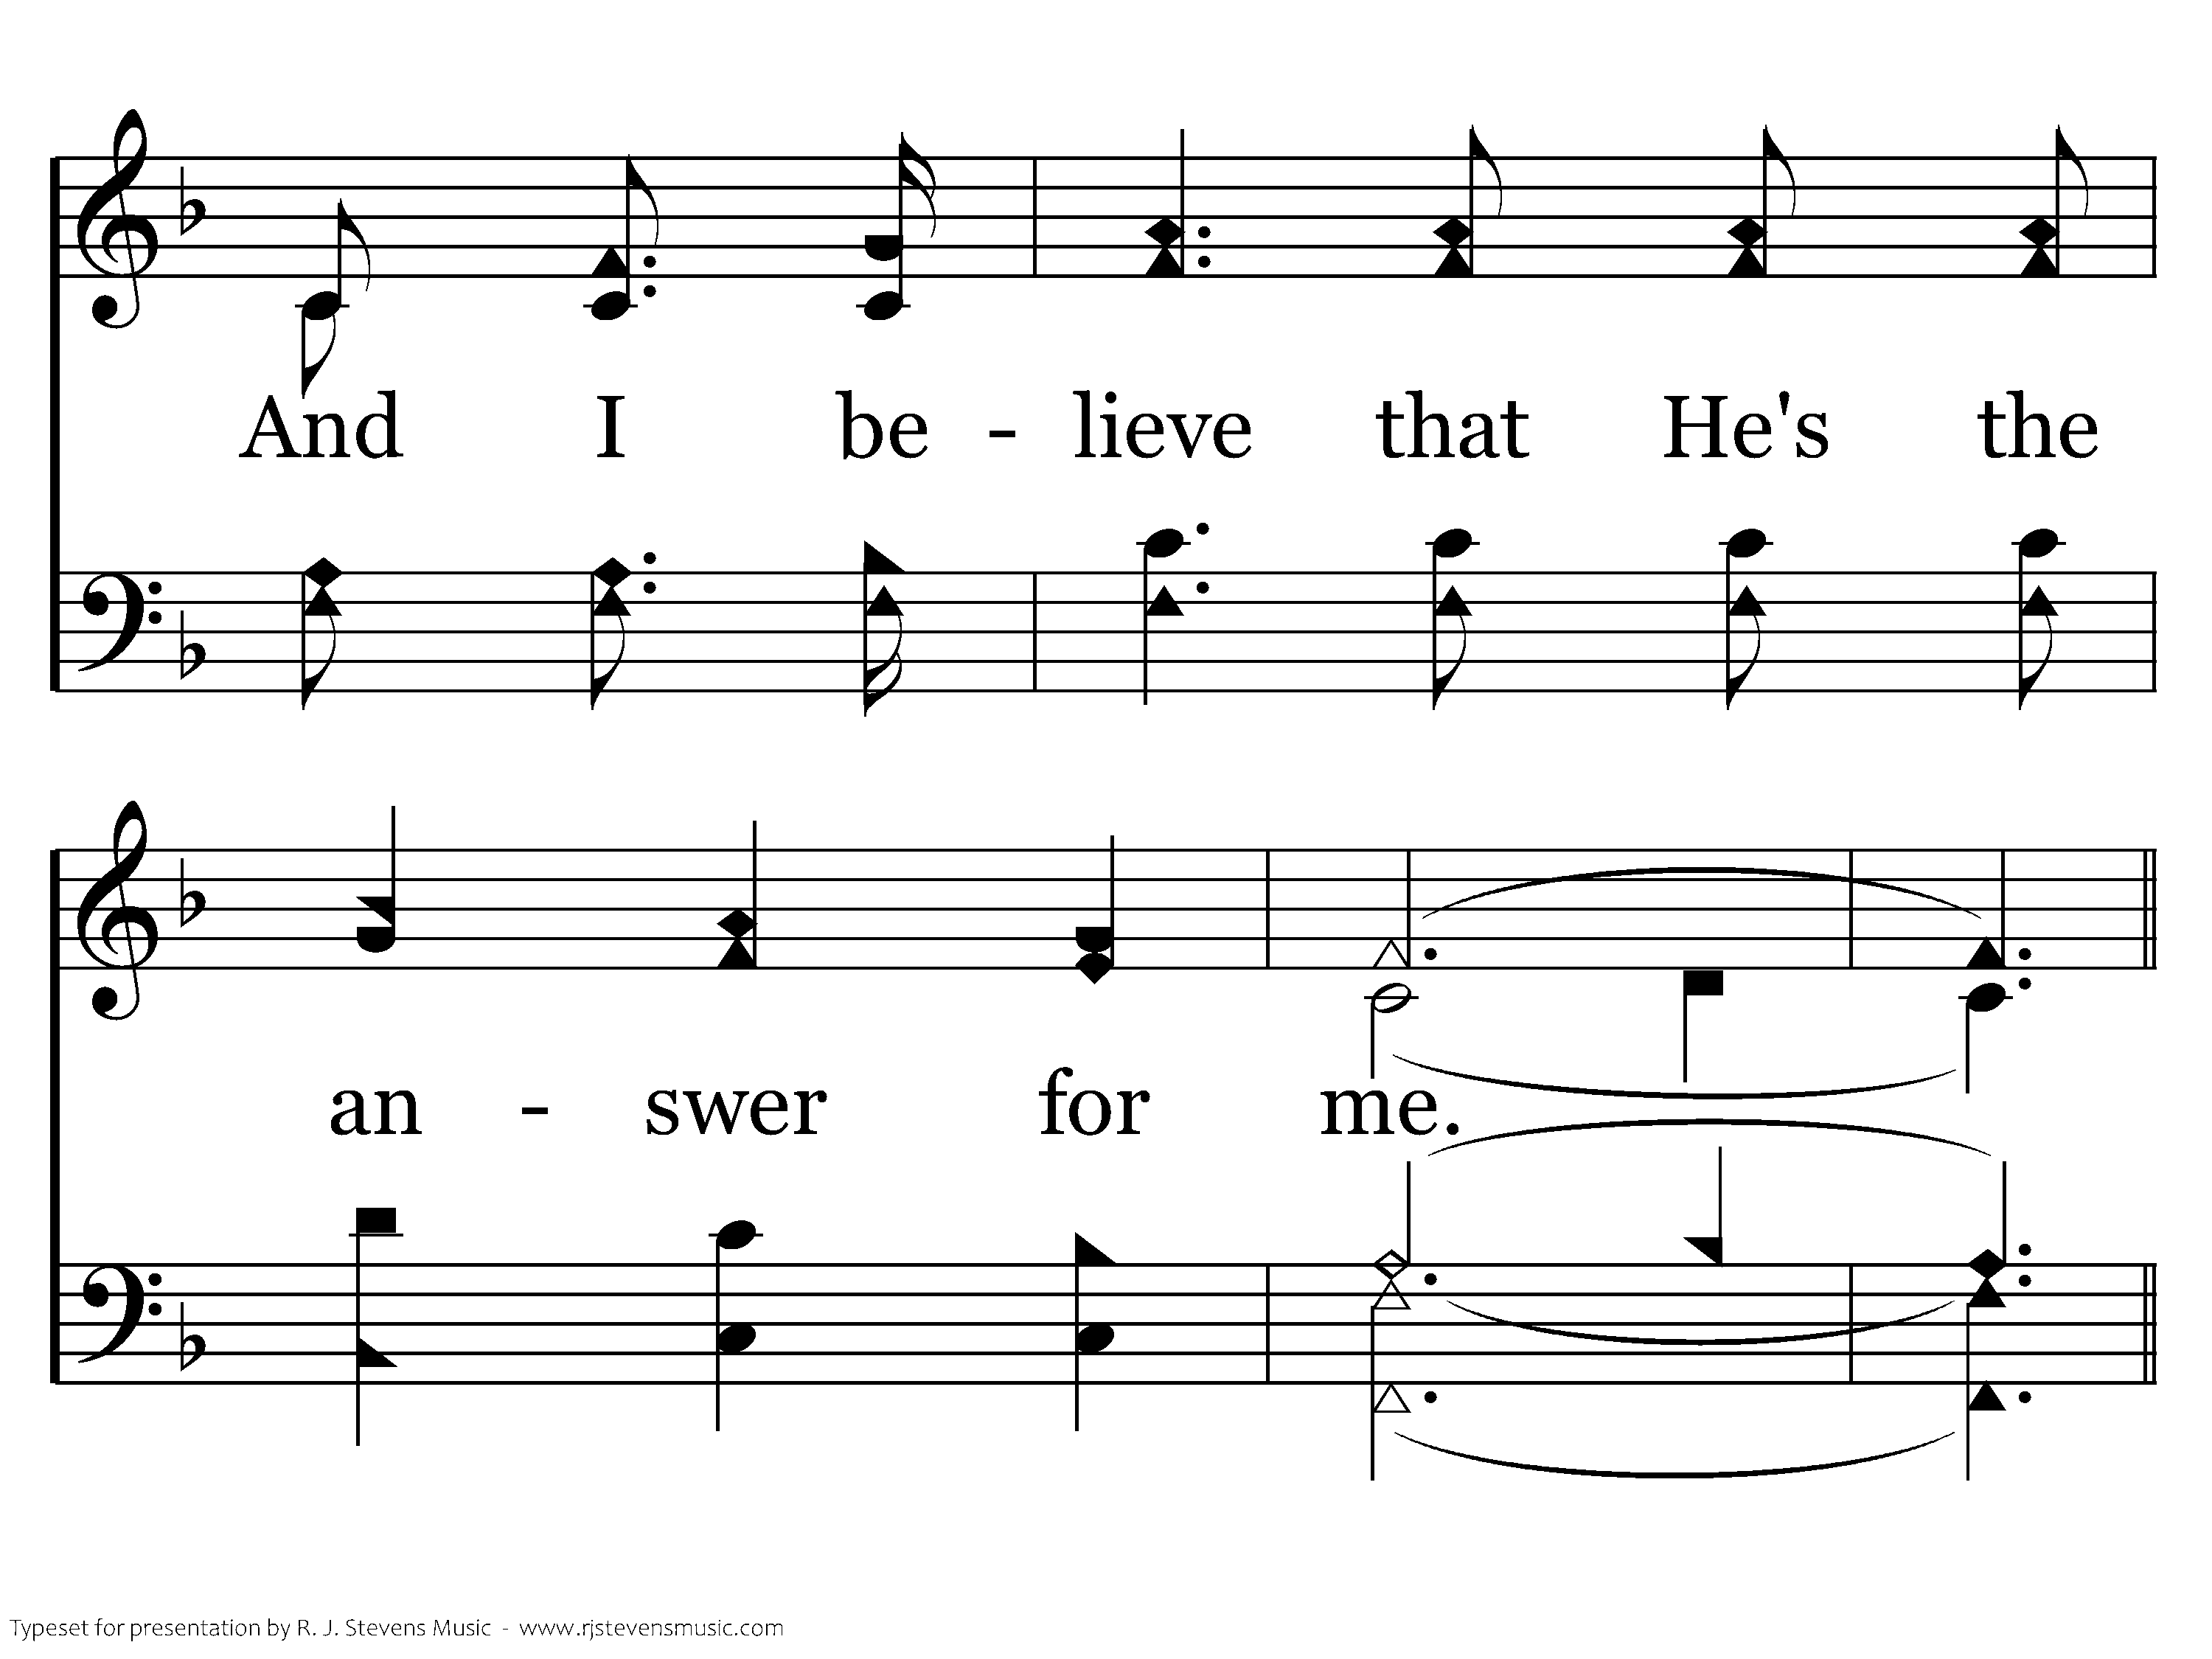 And I be - lieve that He's the
an - swer for me.
Typeset for presentation by R. J. Stevens Music - www.rjstevensmusic.com